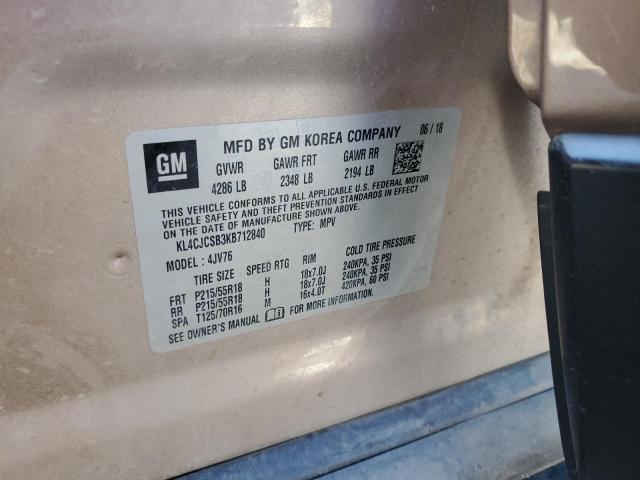 GM
MFD BY GM KOREA COMPANY 06 / 18
GVWR GAWR FRT GAWR RR
4286 LB 2348 LB 2194 LB
THIS VEHICLE CONFORMS TO ALL APPLICABLE U.S. FEDERAL MOTOR
VEHICLE SAFETY, BUMPER, AND THEFT PREVENTION STANDARDS IN EFFECT
ON THE DATE OF MANUFACTURE SHOWN ABOVE.
KL4CJCSB3KB712840 TYPE: MPV
MODEL : 4JV76
TIRE SIZE SPEED RTG RIM COLD TIRE PRESSURE
FRT P215/55R18 H 18x7.0J 240KPA, 35 PSI
RR P215/55R18 H 18x7.0J 240KPA, 35 PSI
SPA T125/70R16 M 16x4.0T 420KPA, 60 PSI
SEE OWNER'S MANUAL FOR MORE INFORMATION.